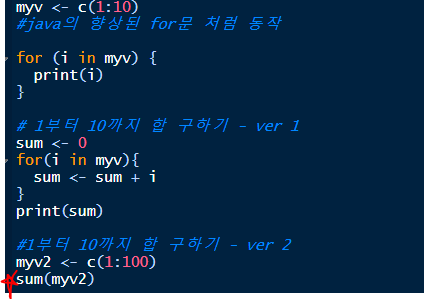 myv <- c(1:10)
#java의 향상된 for문 처럼 동작
for (i in myv) {
print(i)
}
# 1부터 10까지 합 구하기 - ver 1
sum <- 0
for(i in myv){
sum <- sum + i
}
print(sum)
#1부터 10까지 합 구하기 - ver 2
myv2 <- c(1:100)
sum(myv2)